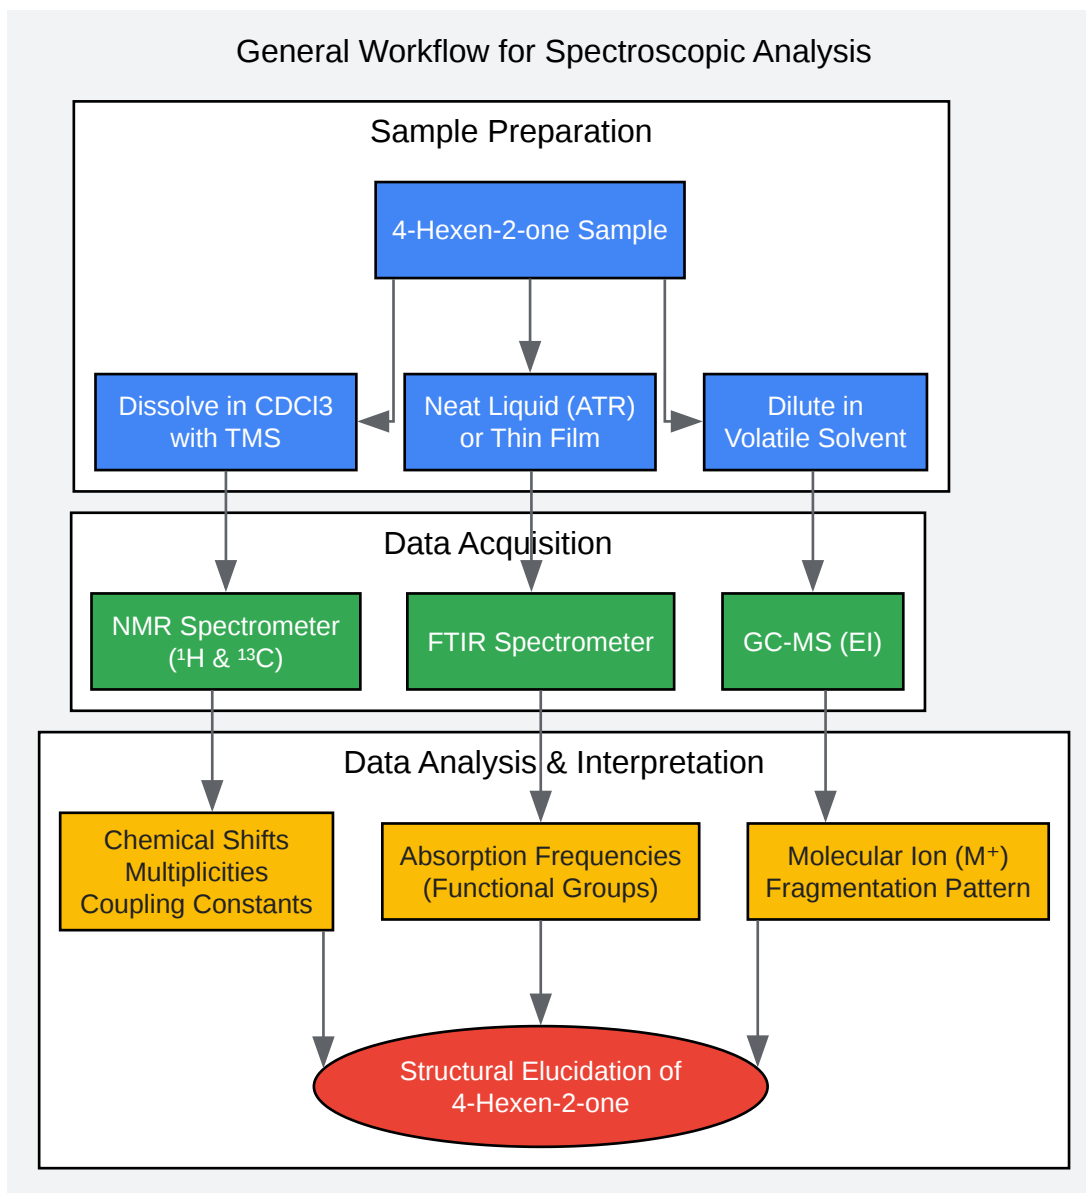 General Workflow for Spectroscopic Analysis
Sample Preparation
4-Hexen-2-one Sample
Dissolve in CDCl3
with TMS
Neat Liquid (ATR)
or Thin Film
Dilute in
Volatile Solvent
Data Acquisition
NMR Spectrometer
(¹H & ¹³C)
FTIR Spectrometer
GC-MS (EI)
Data Analysis & Interpretation
Chemical Shifts
Multiplicities
Coupling Constants
Absorption Frequencies
(Functional Groups)
Molecular Ion (M⁺)
Fragmentation Pattern
Structural Elucidation of
4-Hexen-2-one